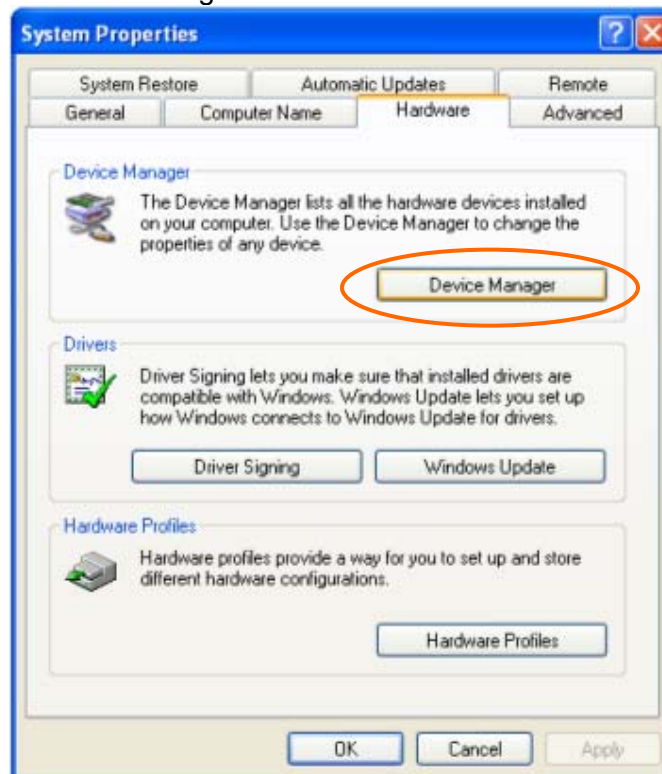 System Properties
System Restore Automatic Updates Remote
General Computer Name Hardware Advanced
Device Manager
The Device Manager lists all the hardware devices installed
on your computer. Use the Device Manager to change the
properties of any device.
Device Manager
Drivers
Driver Signing lets you make sure that installed drivers are
compatible with Windows. Windows Update lets you set up
how Windows connects to Windows Update for drivers.
Driver Signing Windows Update
Hardware Profiles
Hardware profiles provide a way for you to set up and store
different hardware configurations.
Hardware Profiles
OK Cancel Apply